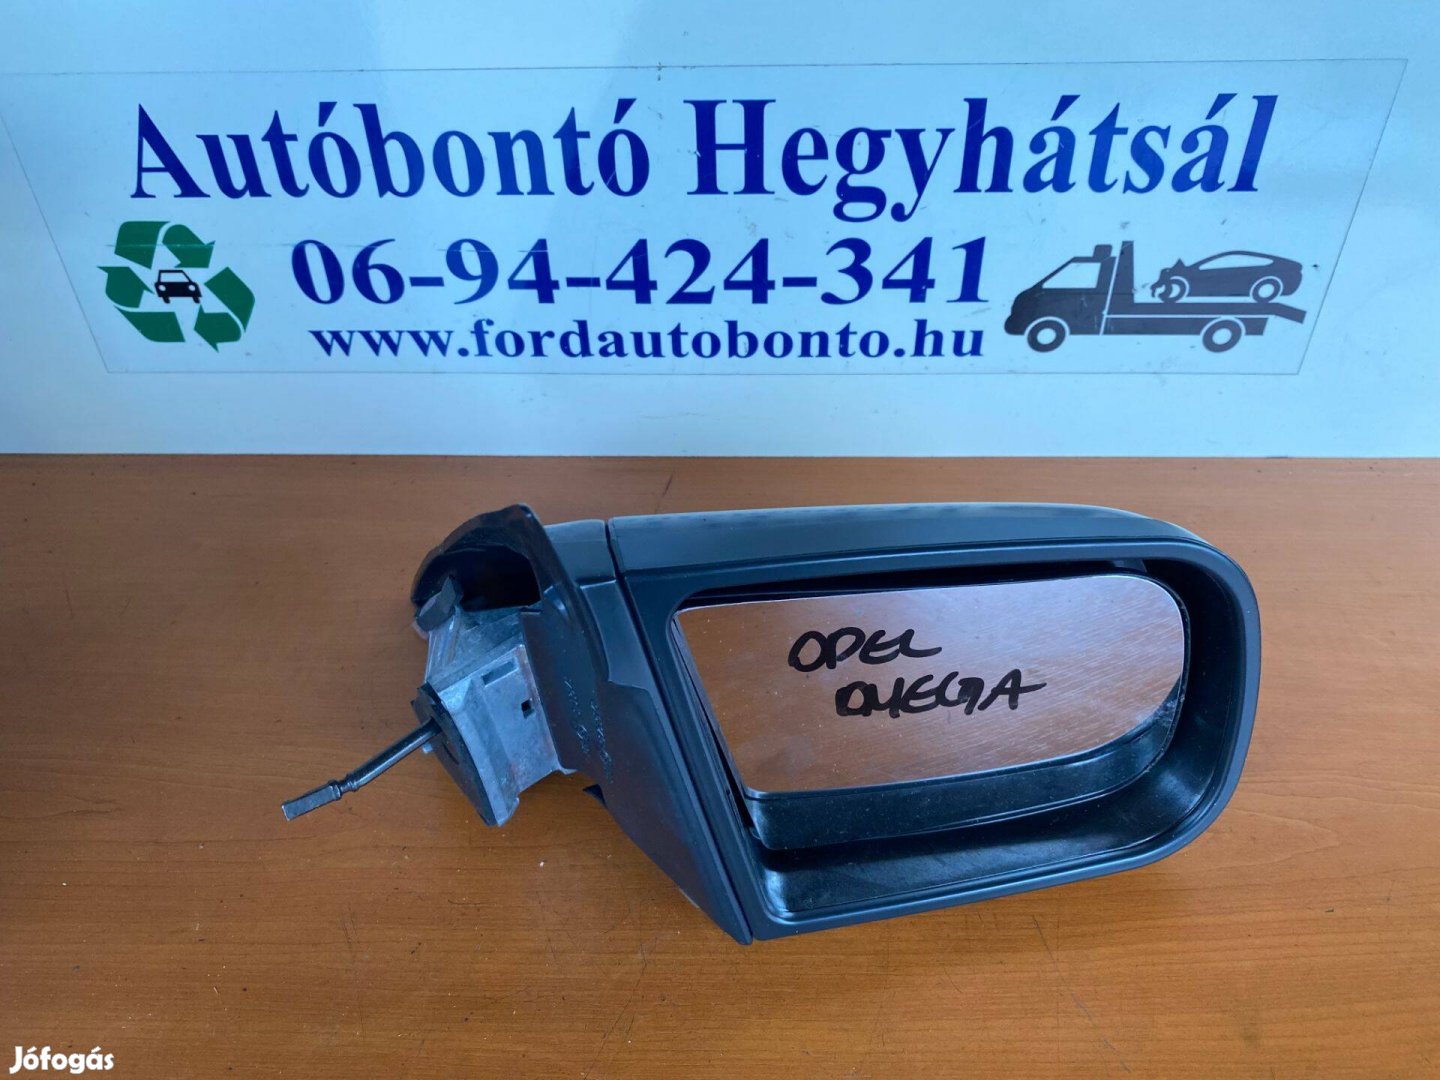 Autóbontó Hegyhátsál
06-94-424-341
www.fordautobonto.hu
OPEL
OMEGA
Jófogás